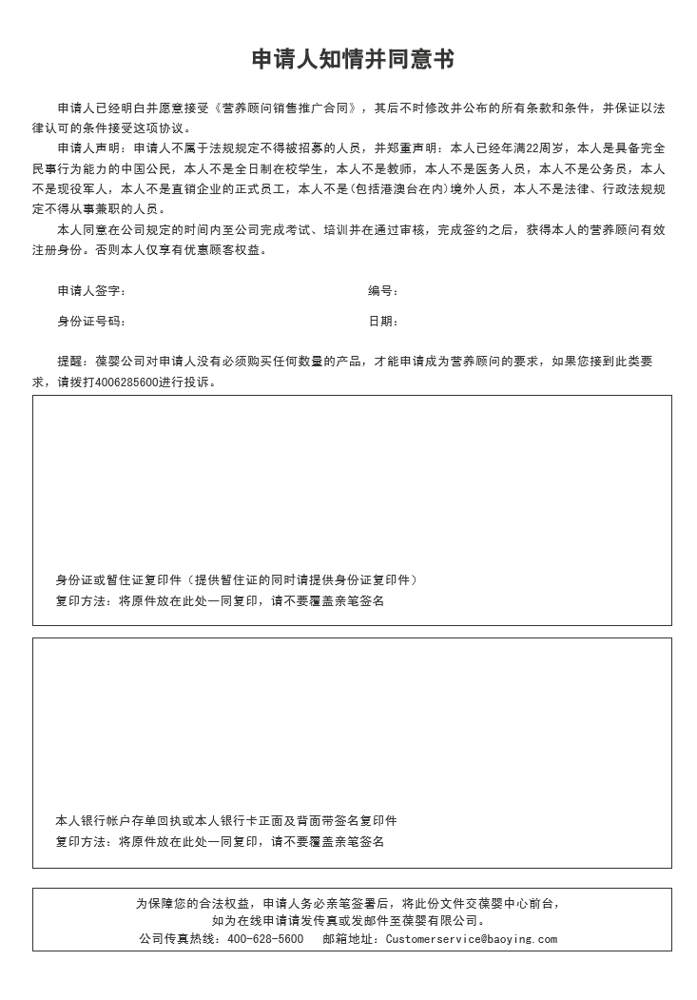 申请人知情并同意书
申请人已经明白并愿意接受《营养顾问销售推广合同》，其后不时修改并公布的所有条款和条件，并保证以法
律认可的条件接受这项协议。
申请人声明：申请人不属于法规规定不得被招募的人员，并郑重声明：本人已经年满22周岁，本人是具备完全
民事行为能力的中国公民，本人不是全日制在校学生，本人不是教师，本人不是医务人员，本人不是公务员，本人
不是现役军人，本人不是直销企业的正式员工，本人不是(包括港澳台在内)境外人员，本人不是法律、行政法规规
定不得从事兼职的人员。
本人同意在公司规定的时间内至公司完成考试、培训并在通过审核，完成签约之后，获得本人的营养顾问有效
注册身份。否则本人仅享有优惠顾客权益。
申请人签字： 编号：
身份证号码： 日期：
提醒：葆婴公司对申请人没有必须购买任何数量的产品，才能申请成为营养顾问的要求，如果您接到此类要
求，请拨打4006285600进行投诉。
身份证或暂住证复印件（提供暂住证的同时请提供身份证复印件）
复印方法：将原件放在此处一同复印，请不要覆盖亲笔签名
本人银行帐户存单回执或本人银行卡正面及背面带签名复印件
复印方法：将原件放在此处一同复印，请不要覆盖亲笔签名
为保障您的合法权益，申请人务必亲笔签署后，将此份文件交葆婴中心前台，
如为在线申请请发传真或发邮件至葆婴有限公司。
公司传真热线：400-628-5600 邮箱地址：Customerservice@baoying.com